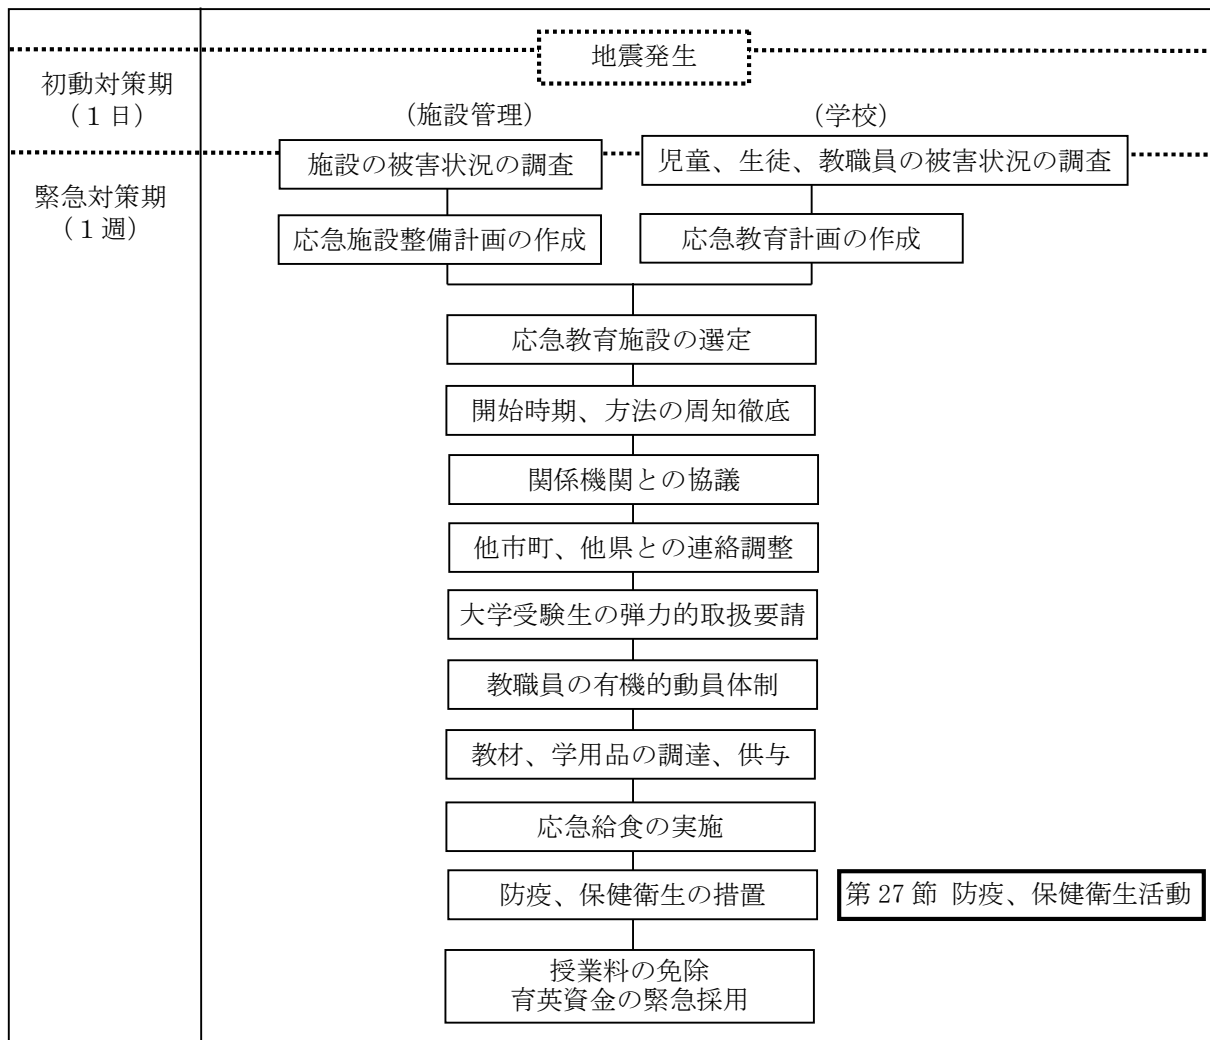 地震発生
初動対策期
（１日）
（施設管理）
（学校）
施設の被害状況の調査
児童、生徒、教職員の被害状況の調査
緊急対策期
（１週）
応急施設整備計画の作成
応急教育計画の作成
応急教育施設の選定
開始時期、方法の周知徹底
関係機関との協議
他市町、他県との連絡調整
大学受験生の弾力的取扱要請
教職員の有機的動員体制
教材、学用品の調達、供与
応急給食の実施
防疫、保健衛生の措置
第 27 節 防疫、保健衛生活動
授業料の免除
育英資金の緊急採用